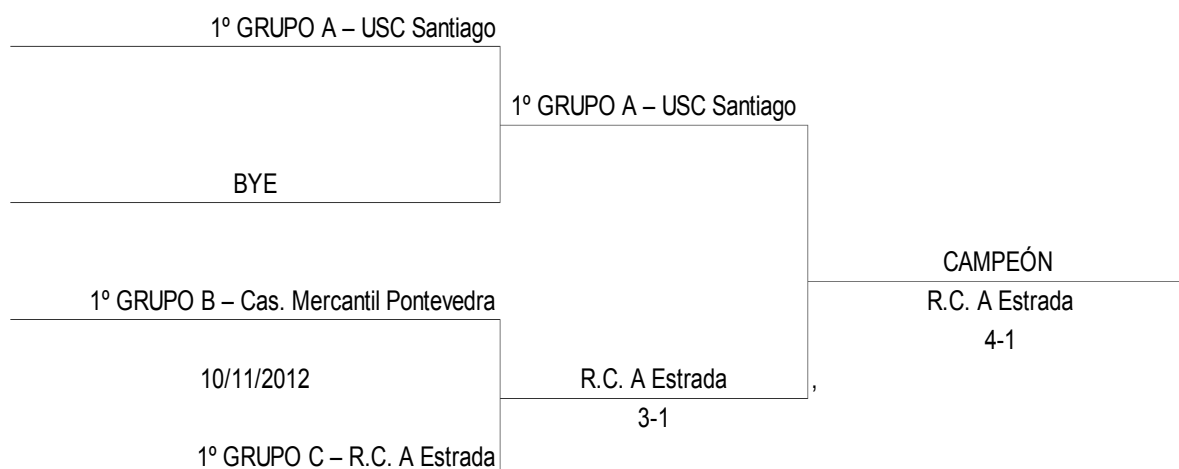 1º GRUPO A – USC Santiago
1º GRUPO A – USC Santiago
BYE
CAMPEÓN
1º GRUPO B – Cas. Mercantil Pontevedra
R.C. A Estrada
4-1
10/11/2012
R.C. A Estrada
,
3-1
1º GRUPO C – R.C. A Estrada